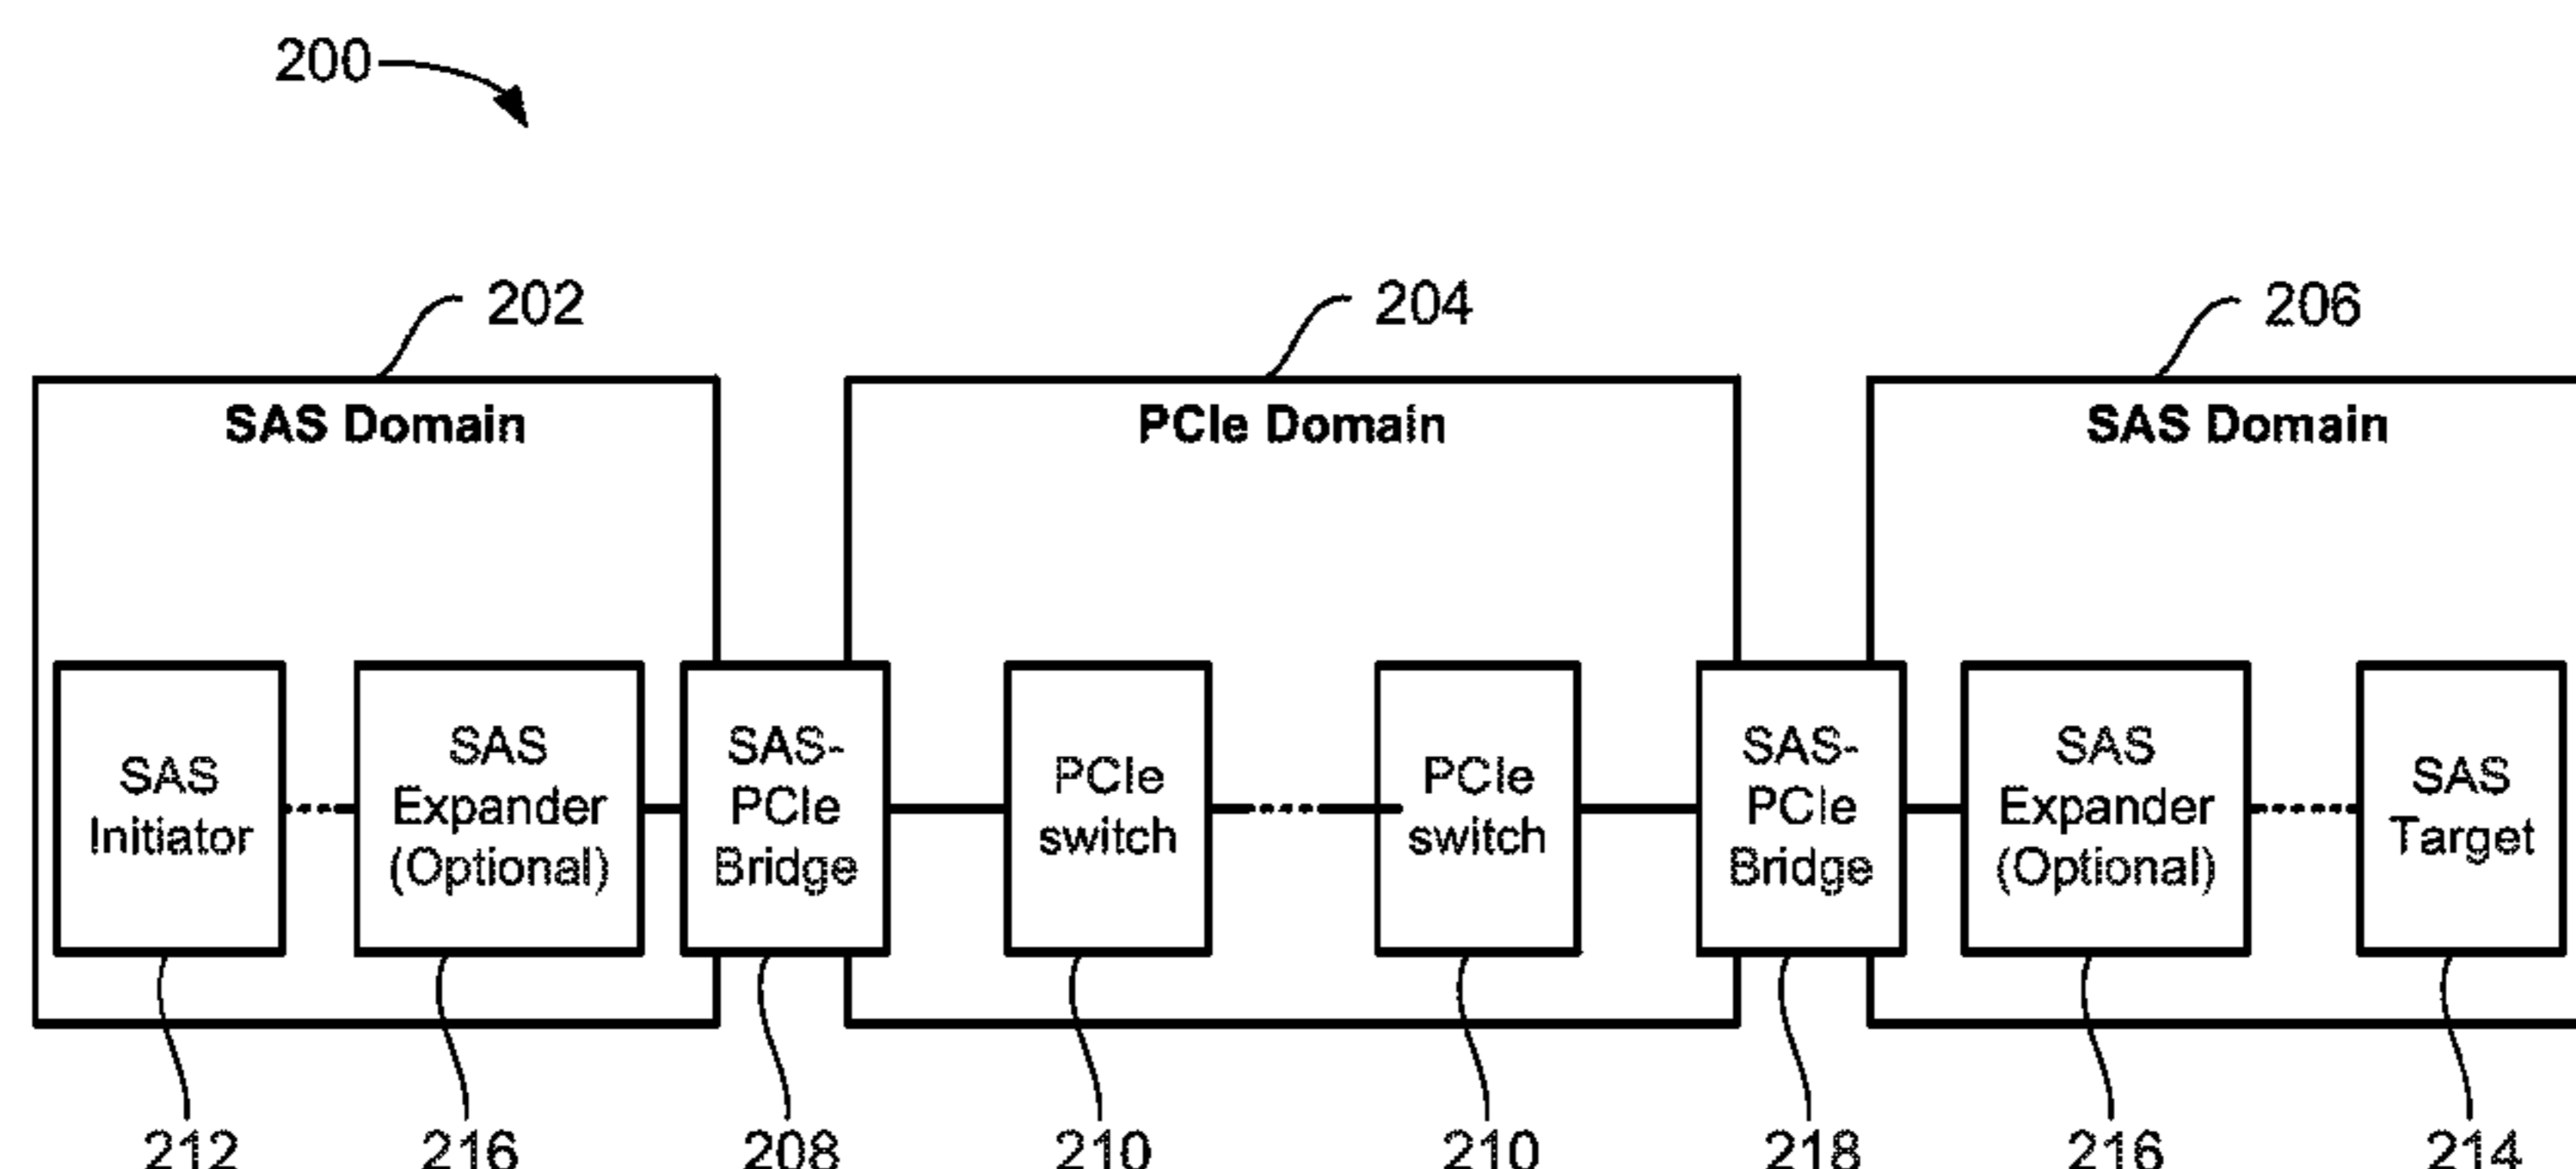 200
202
204
206
SAS Domain
PCIe Domain
SAS Domain
SAS
Initiator
SAS
Expander
(Optional)
SAS-
PCIe
Bridge
PCIe
switch
PCIe
switch
SAS-
PCIe
Bridge
SAS
Expander
(Optional)
SAS
Target
212
216
208
210
210
218
216
214